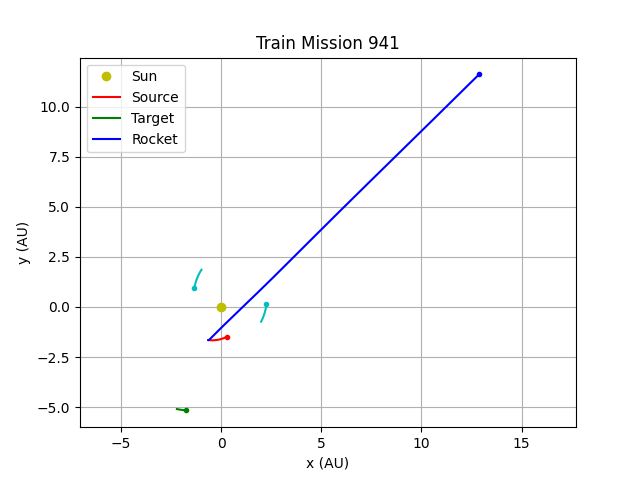 Train Mission 941
Sun
Source
Target
Rocket
10.0
7.5
5.0
2.5
0.0
−2.5
−5.0
y (AU)
−5
0
5
10
15
x (AU)